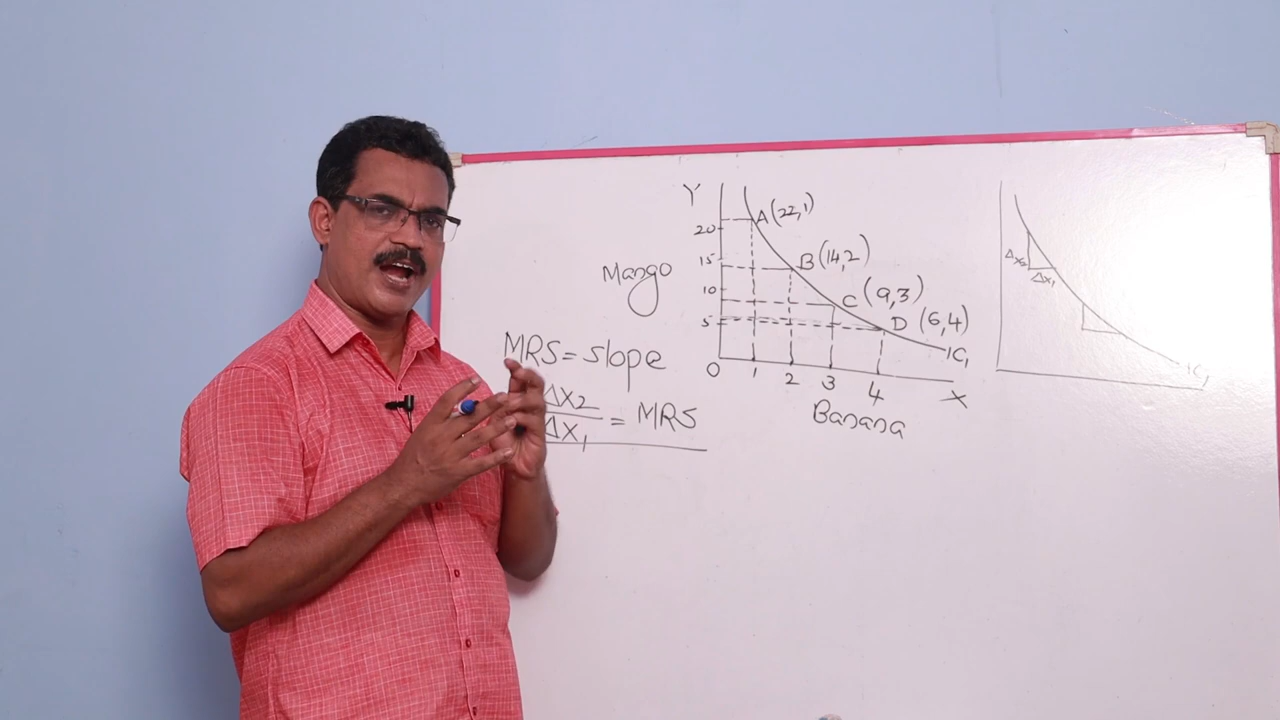 Y
A (22,1)
20
15
B (14,2)
Mango
10
C (9,3)
5
D (6,4)
IC₁
0
1
2
3
4
X
Banana
MRS = slope
ΔX₂
ΔX₁
= MRS
ΔX₂
ΔX₁
IC₁